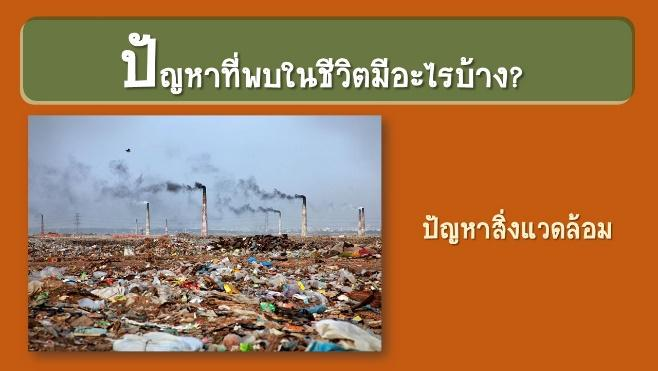 ปัญหาที่พบในชีวิตมีอะไรบ้าง?
ปัญหาสิ่งแวดล้อม